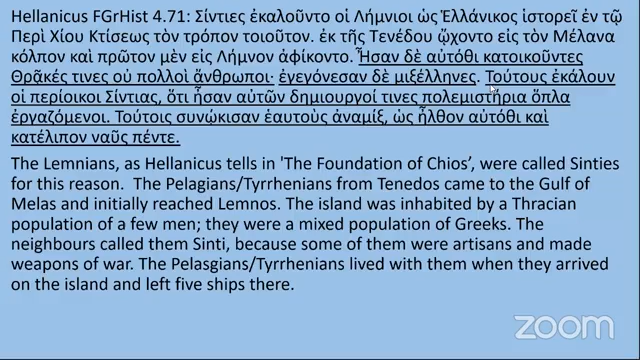 Hellanicus FGrHist 4.71: Σίντιες ἐκαλοῦντο οἱ Λήμνιοι ὡς Ἑλλάνικος ἱστορεῖ ἐν τῷ
Περὶ Χίου Κτίσεως τὸν τρόπον τοιοῦτον. ἐκ τῆς Τενέδου ᾤχοντο εἰς τὸν Μέλανα
κόλπον καὶ πρῶτον μὲν εἰς Λήμνον ἀφίκοντο. Ἦσαν δὲ αὐτόθι κατοικοῦντες
Θρᾷκές τινες οὐ πολλοὶ ἄνθρωποι· ἐγεγόνεσαν δὲ μιξέλληνες. Τούτους ἐκάλουν
οἱ περίοικοι Σίντιας, ὅτι ἦσαν αὐτῶν δημιουργοί τινες πολεμιστήρια ὅπλα
ἐργαζόμενοι. Τούτοις συνῴκισαν ἑαυτοὺς ἀναμίξ, ὡς ἦλθον αὐτόθι καὶ
κατέλιπον ναῦς πέντε.
The Lemnians, as Hellanicus tells in 'The Foundation of Chios’, were called Sinties
for this reason. The Pelagians/Tyrrhenians from Tenedos came to the Gulf of
Melas and initially reached Lemnos. The island was inhabited by a Thracian
population of a few men; they were a mixed population of Greeks. The
neighbours called them Sinti, because some of them were artisans and made
weapons of war. The Pelasgians/Tyrrhenians lived with them when they arrived
on the island and left five ships there.
zoom